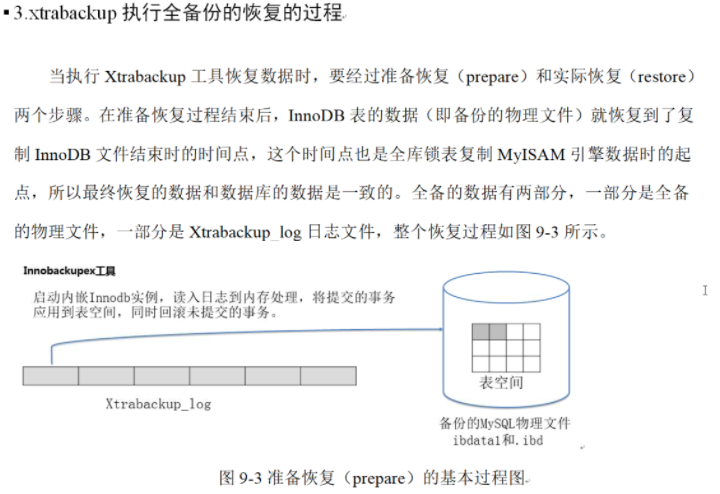 ▪3.xtrabackup 执行全备份的恢复的过程
当执行 Xtrabackup 工具恢复数据时，要经过准备恢复（prepare）和实际恢复（restore）
两个步骤。在准备恢复过程结束后，InnoDB 表的数据（即备份的物理文件）就恢复到了复
制 InnoDB 文件结束时的时间点，这个时间点也是全库锁表复制 MyISAM 引擎数据时的起
点，所以最终恢复的数据和数据库的数据是一致的。全备的数据有两部分，一部分是全备
的物理文件，一部分是 Xtrabackup_log 日志文件，整个恢复过程如图 9-3 所示。
Innobackupex工具
启动内嵌Innodb实例，读入日志到内存处理，将提交的事务
应用到表空间，同时回滚未提交的事务。
Xtrabackup_log
表空间
备份的MySQL物理文件
ibdata1和.ibd
图 9-3 准备恢复（prepare）的基本过程图